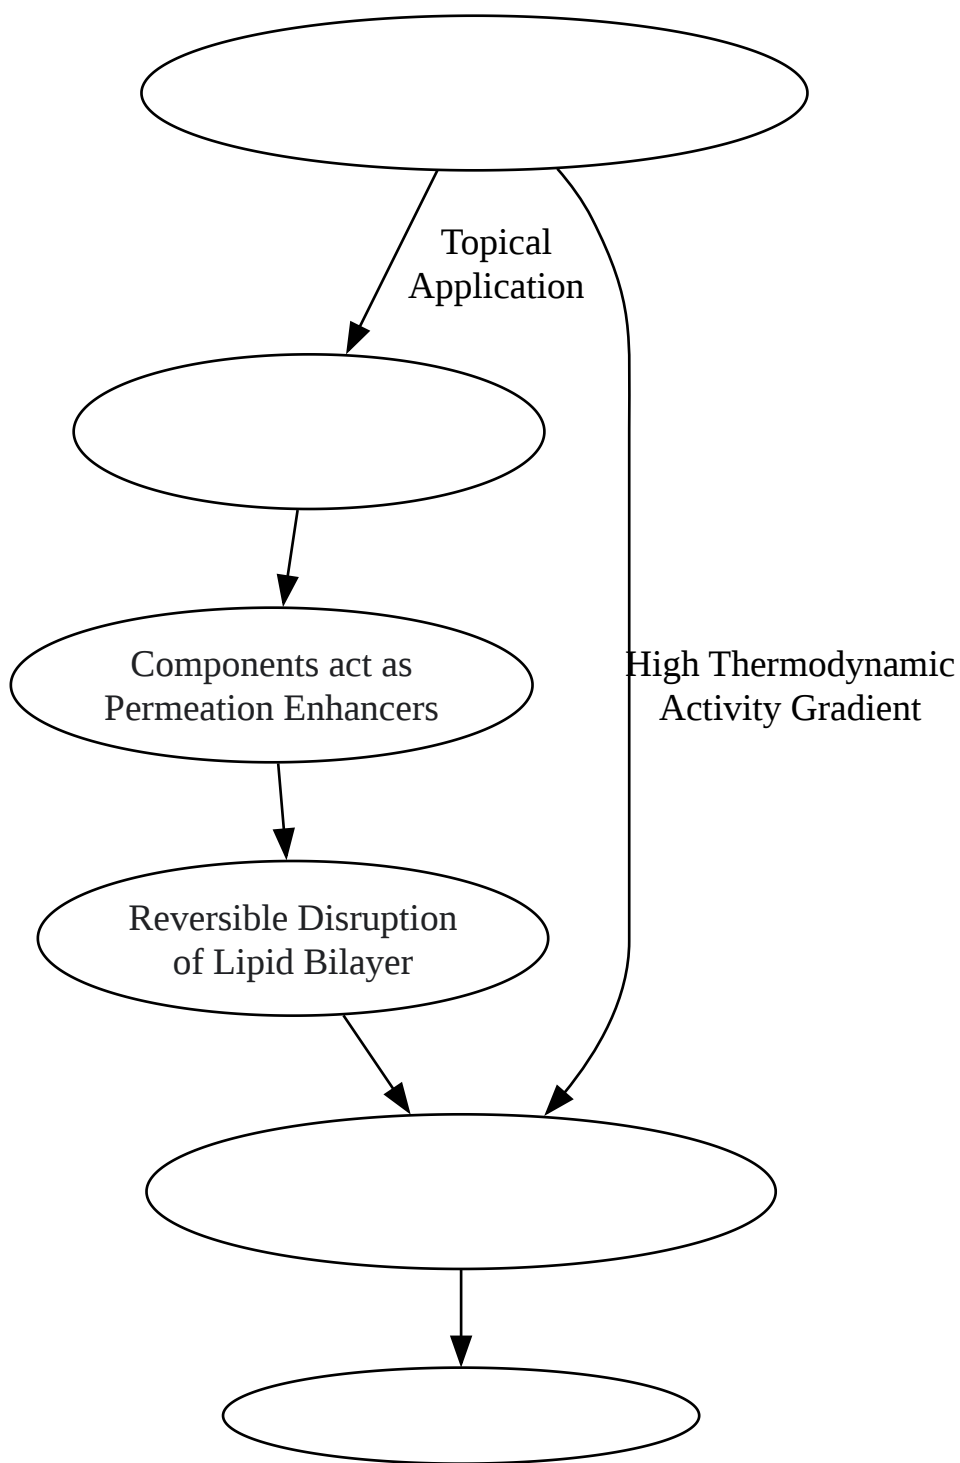 Topical
Application
Components act as
Permeation Enhancers
High Thermodynamic
Activity Gradient
Reversible Disruption
of Lipid Bilayer